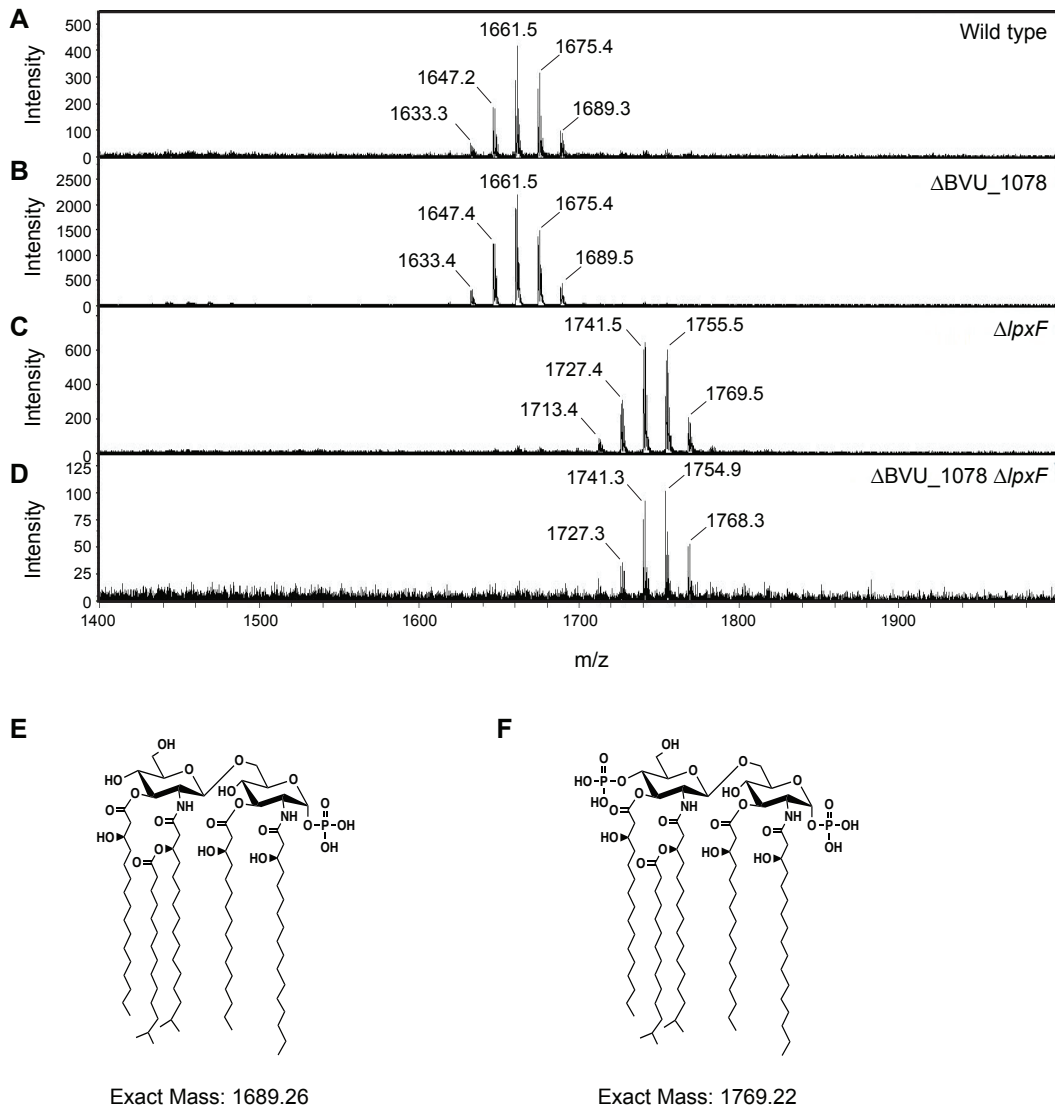 A
Wild type
Intensity
500
400
300
200
100
0
1633.3
1647.2
1661.5
1675.4
1689.3
B
ΔBVU_1078
Intensity
2500
2000
1500
1000
500
0
1633.4
1647.4
1661.5
1675.4
1689.5
C
ΔlpxF
Intensity
600
400
200
0
1713.4
1727.4
1741.5
1755.5
1769.5
D
ΔBVU_1078 ΔlpxF
Intensity
125
100
75
50
25
0
1727.3
1741.3
1754.9
1768.3
1400 1500 1600 1700 1800 1900
m/z
E
OH
O
HO
O
O
HO
O
O
O
NH
O
O
O
O
NH
O
O
P
OH
OH
HO
O
O
HO
HO
Exact Mass: 1689.26
F
O
HO
P
O
HO
OH
O
O
HO
O
O
O
NH
O
O
O
O
NH
O
O
P
OH
OH
HO
O
O
HO
HO
Exact Mass: 1769.22